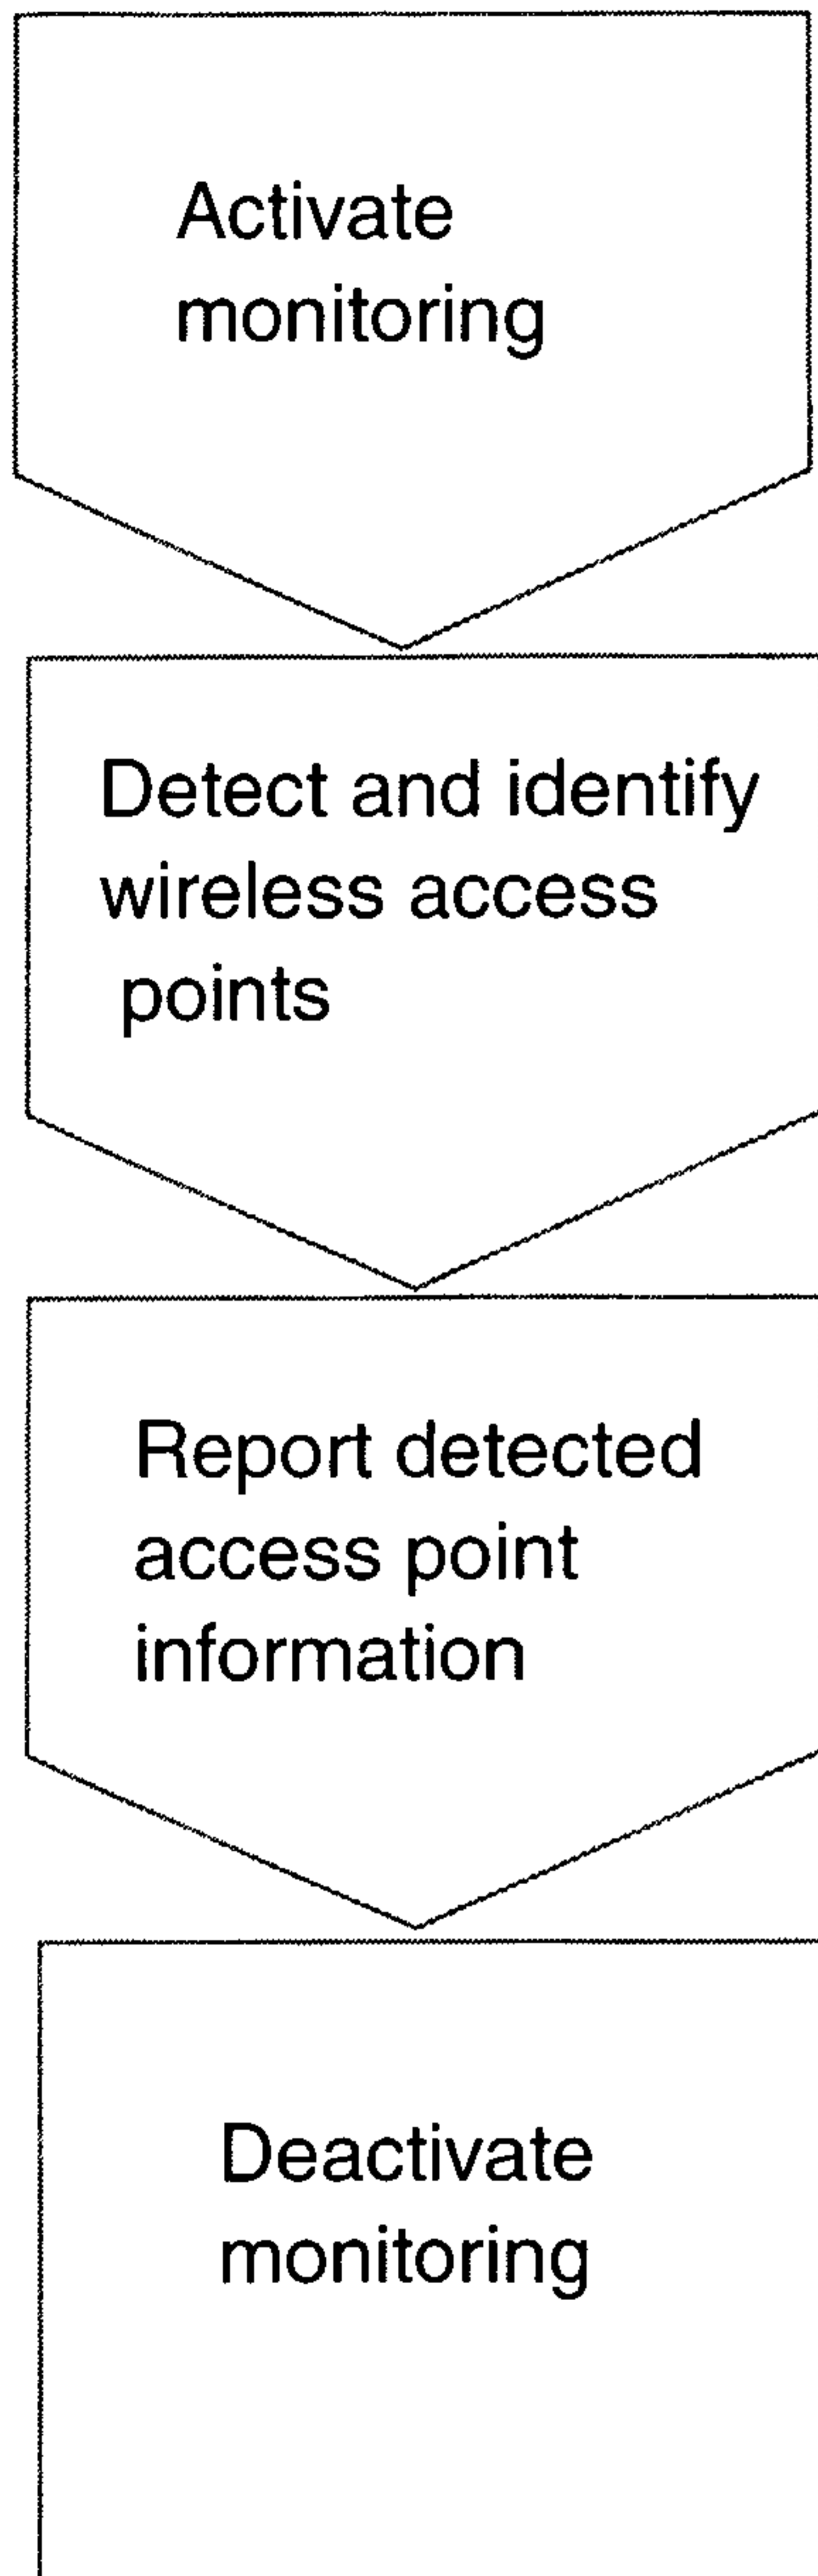 Activate
monitoring
Detect and identify
wireless access
points
Report detected
access point
information
Deactivate
monitoring